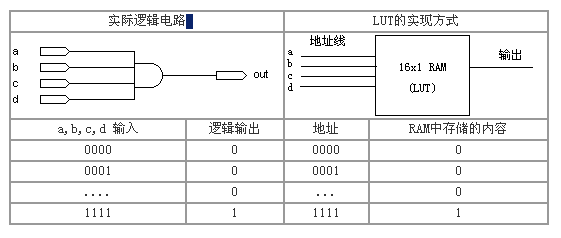 实际逻辑电路 LUT的实现方式
a
b
c
d
out
地址线
a
b
c
d
16x1 RAM
(LUT)
输出
a,b,c,d 输入 逻辑输出 地址 RAM中存储的内容
0000 0 0000 0
0001 0 0001 0
.... 0 ... 0
1111 1 1111 1